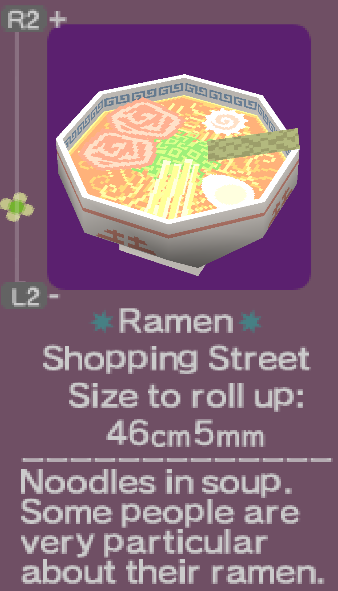 R2 +
L2 -
Ramen
Shopping Street
Size to roll up:
46cm5mm
Noodles in soup.
Some people are
very particular
about their ramen.